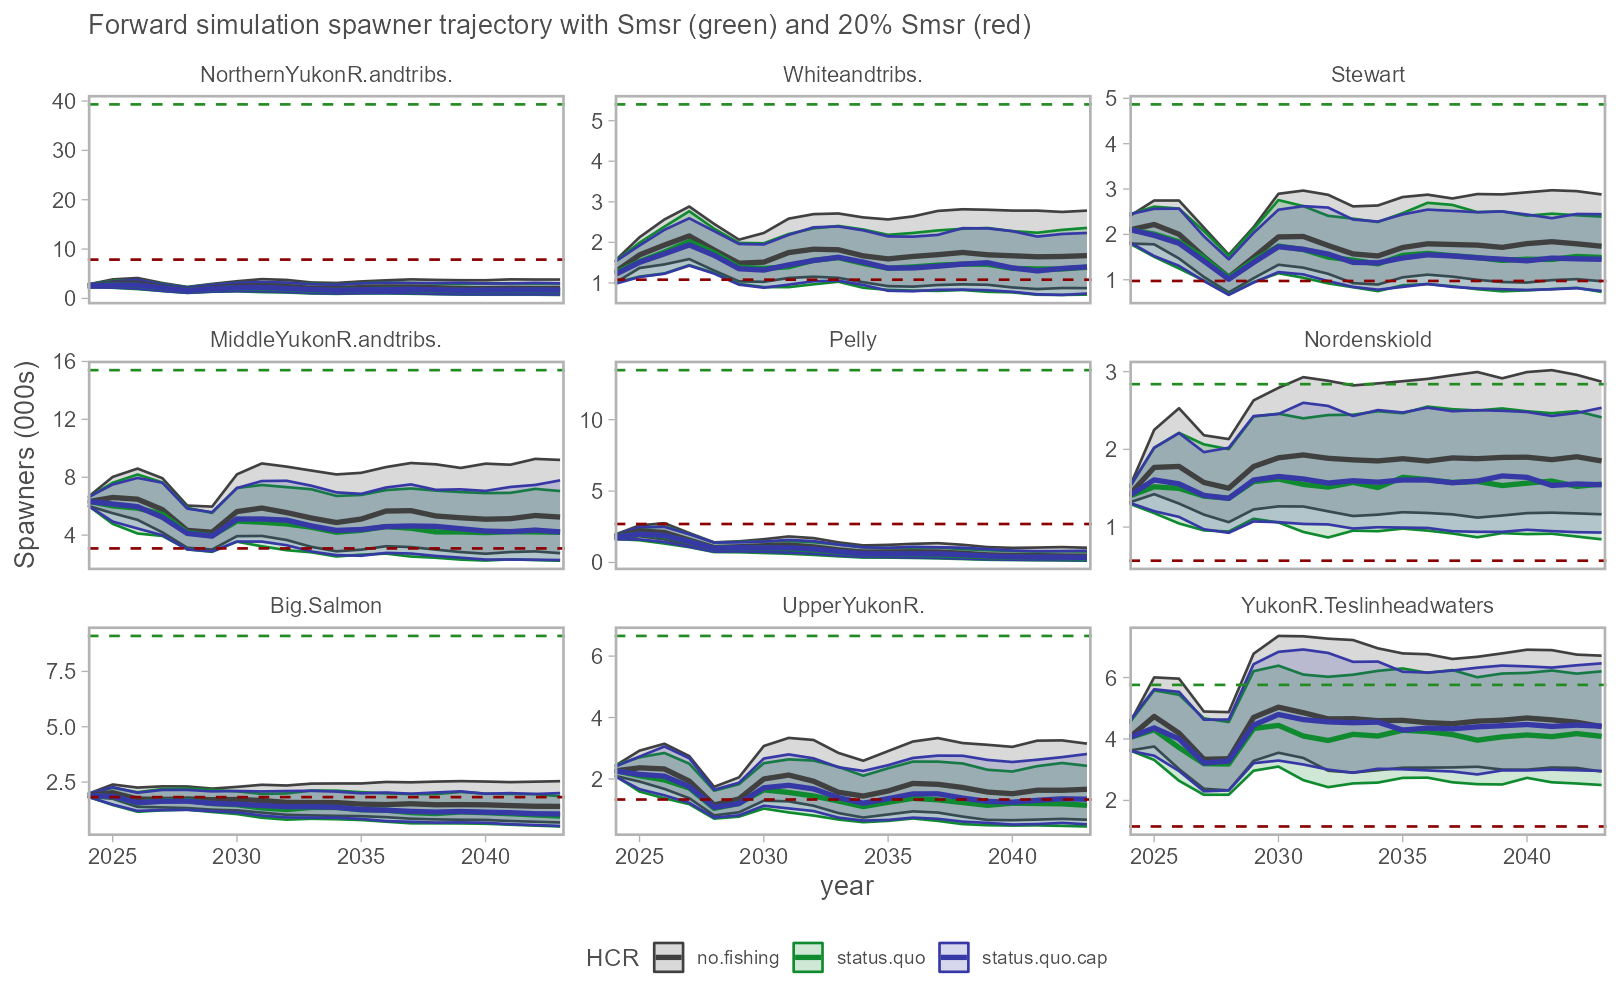 Forward simulation spawner trajectory with Smsr (green) and 20% Smsr (red)
NorthernYukonR.andtribs.
Whiteandtribs.
Stewart
40
30
20
10
0
5
4
3
2
1
5
4
3
2
1
MiddleYukonR.andtribs.
Pelly
Nordenskiold
16
12
8
4
10
5
0
3
2
1
Spawners (000s)
Big.Salmon
UpperYukonR.
YukonR.Teslinheadwaters
7.5
5.0
2.5
6
4
2
6
4
2
2025 2030 2035 2040
2025 2030 2035 2040
2025 2030 2035 2040
year
HCR no.fishing status.quo status.quo.cap